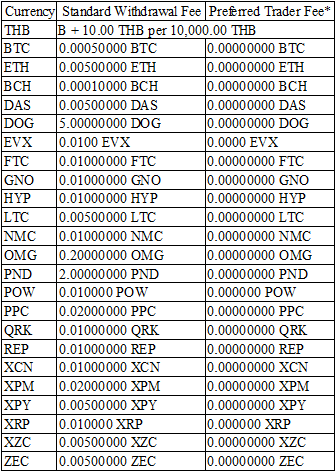 Currency Standard Withdrawal Fee Preferred Trader Fee*
THB B + 10.00 THB per 10,000.00 THB
BTC 0.00050000 BTC 0.00000000 BTC
ETH 0.00500000 ETH 0.00000000 ETH
BCH 0.00010000 BCH 0.00000000 BCH
DAS 0.00500000 DAS 0.00000000 DAS
DOG 5.00000000 DOG 0.00000000 DOG
EVX 0.0100 EVX 0.0000 EVX
FTC 0.01000000 FTC 0.00000000 FTC
GNO 0.01000000 GNO 0.00000000 GNO
HYP 0.01000000 HYP 0.00000000 HYP
LTC 0.00500000 LTC 0.00000000 LTC
NMC 0.01000000 NMC 0.00000000 NMC
OMG 0.20000000 OMG 0.00000000 OMG
PND 2.00000000 PND 0.00000000 PND
POW 0.010000 POW 0.000000 POW
PPC 0.02000000 PPC 0.00000000 PPC
QRK 0.01000000 QRK 0.00000000 QRK
REP 0.01000000 REP 0.00000000 REP
XCN 0.01000000 XCN 0.00000000 XCN
XPM 0.02000000 XPM 0.00000000 XPM
XPY 0.00500000 XPY 0.00000000 XPY
XRP 0.010000 XRP 0.000000 XRP
XZC 0.00500000 XZC 0.00000000 XZC
ZEC 0.00500000 ZEC 0.00000000 ZEC